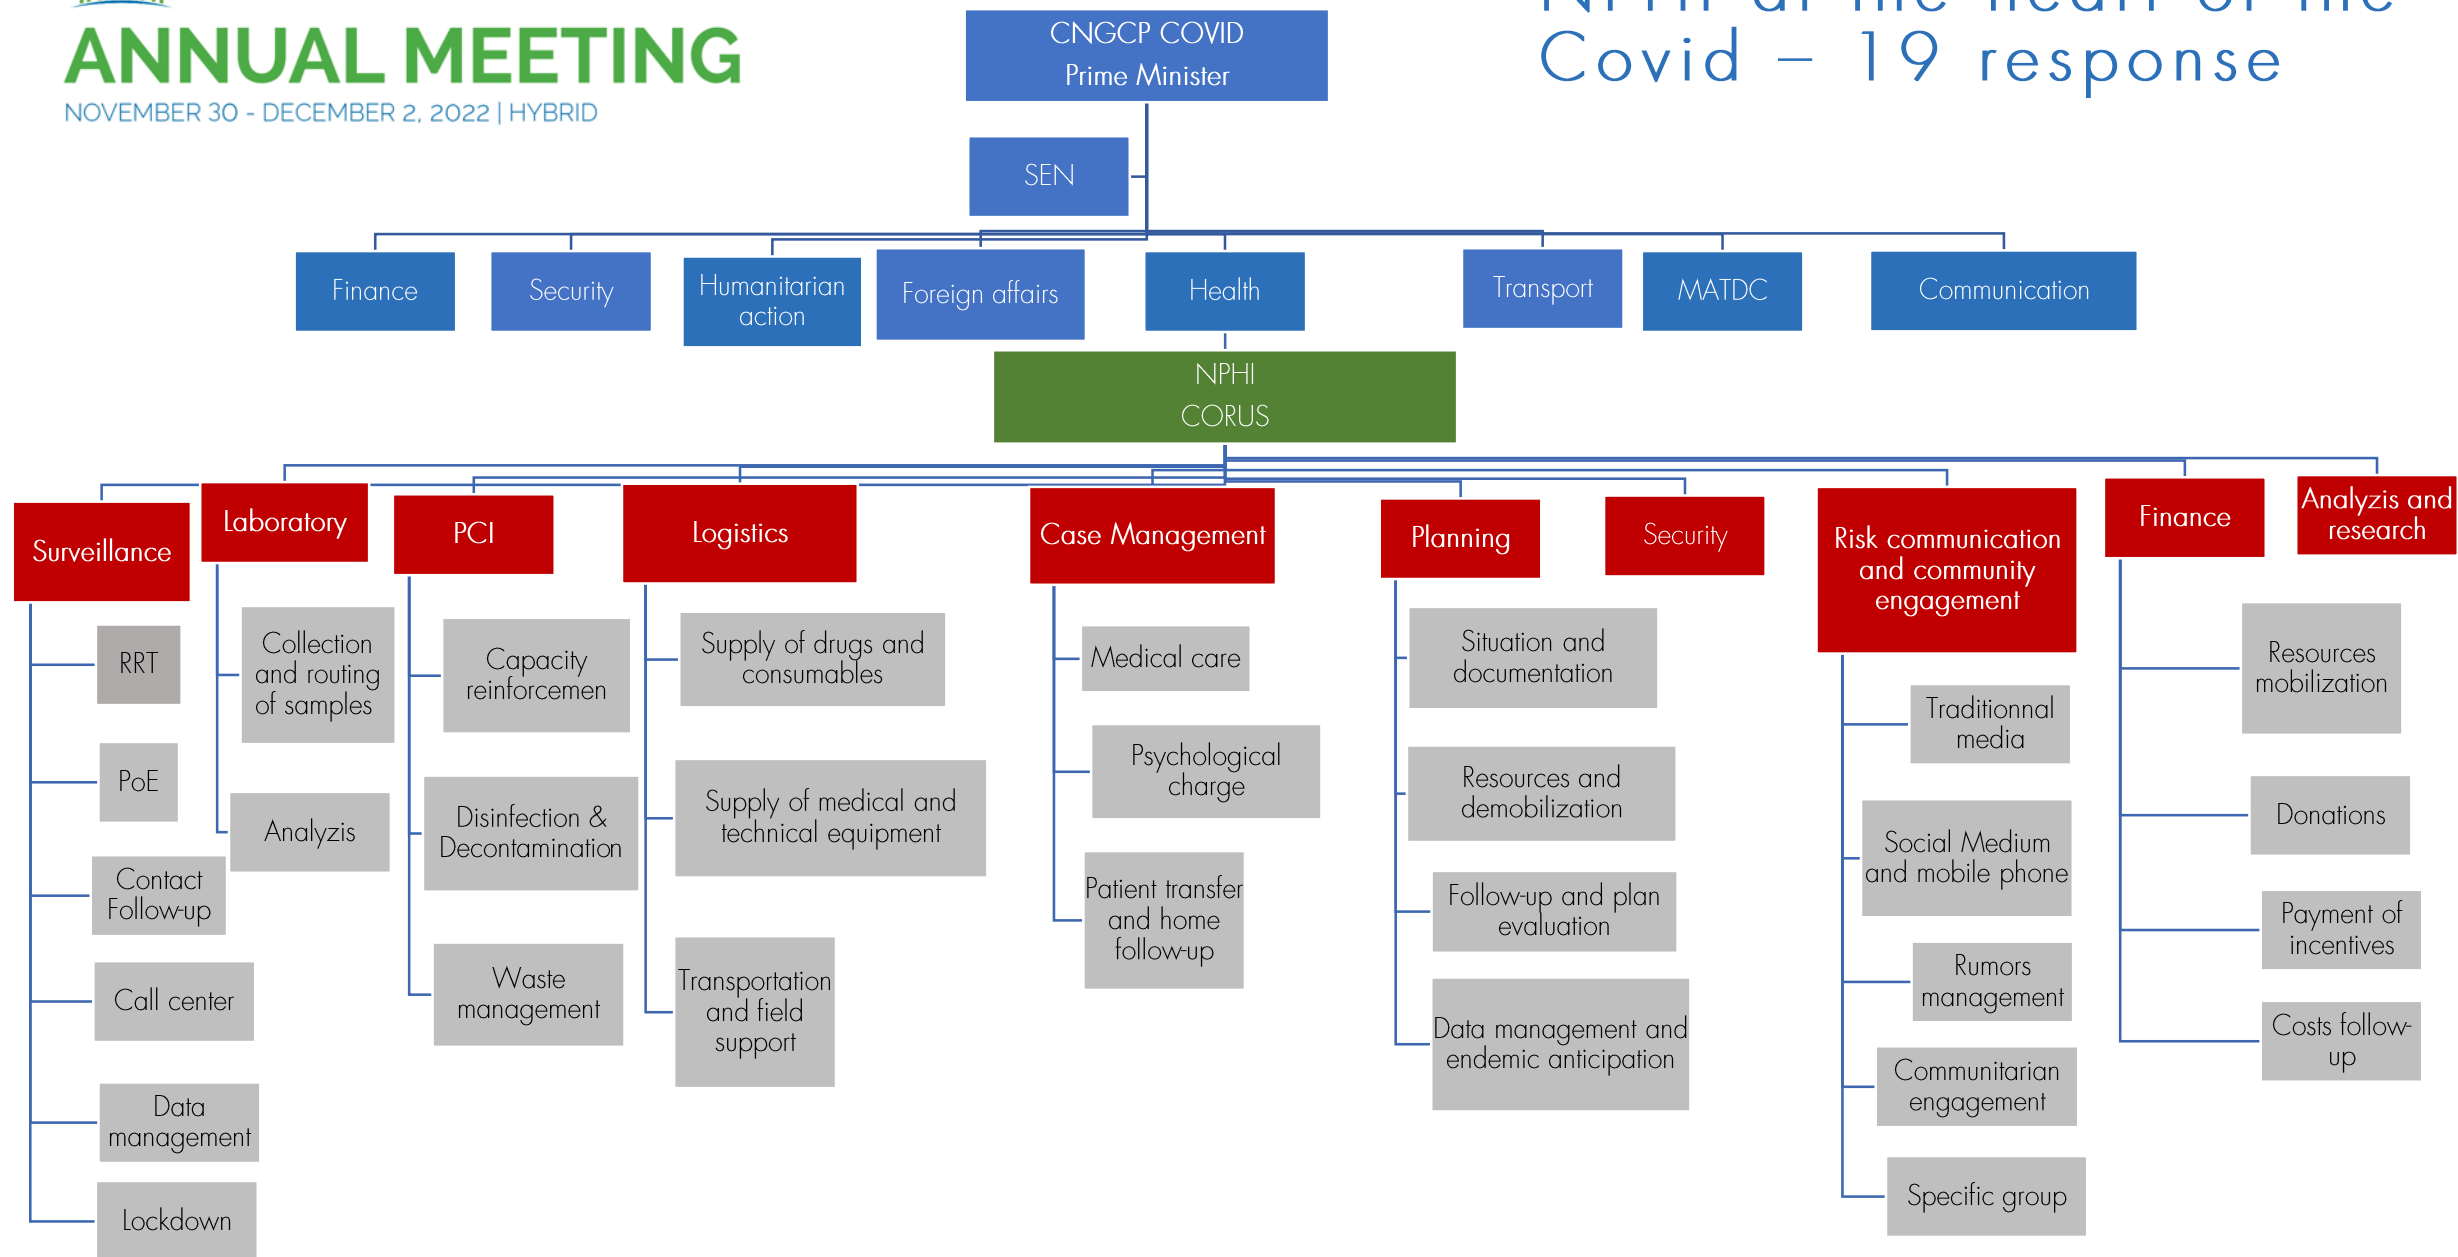 ANNUAL MEETING
NOVEMBER 30 - DECEMBER 2, 2022 | HYBRID
NPHI at the heart of the
Covid – 19 response
CNGCP COVID
Prime Minister
SEN
Finance
Security
Humanitarian
action
Foreign affairs
Health
Transport
MATDC
Communication
NPHI
CORUS
Surveillance
Laboratory
PCI
Logistics
Case Management
Planning
Security
Risk communication
and community
engagement
Finance
Analyzis and
research
RRT
PoE
Contact
Follow-up
Call center
Data
management
Lockdown
Collection
and routing
of samples
Analyzis
Capacity
reinforcemen
Disinfection &
Decontamination
Waste
management
Supply of drugs and
consumables
Supply of medical and
technical equipment
Transportation
and field
support
Medical care
Psychological
charge
Patient transfer
and home
follow-up
Situation and
documentation
Resources and
demobilization
Follow-up and plan
evaluation
Data management and
endemic anticipation
Traditionnal
media
Social Medium
and mobile phone
Rumors
management
Communitarian
engagement
Specific group
Resources
mobilization
Donations
Payment of
incentives
Costs follow-
up